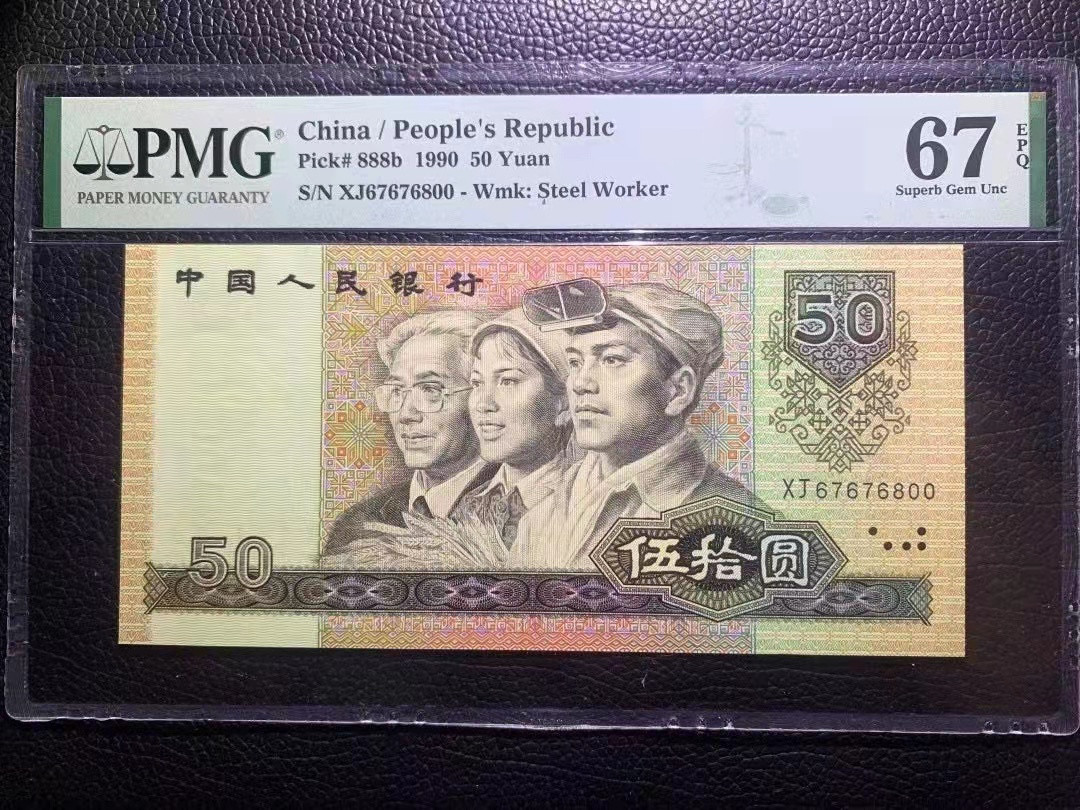 PMG®
PAPER MONEY GUARANTY
China / People's Republic
Pick# 888b 1990 50 Yuan
S/N XJ67676800 - Wmk: Steel Worker
67
EPQ
Superb Gem Unc
中国人民银行
50
XJ67676800
50
伍拾圆